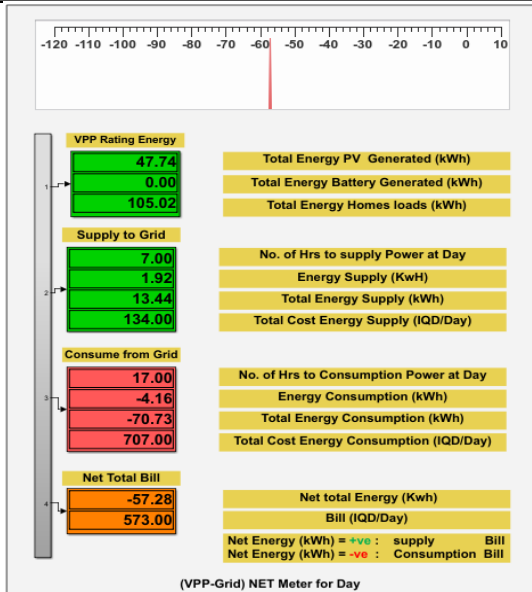 -120 -110 -100 -90 -80 -70 -60 -50 -40 -30 -20 -10 0 10
VPP Rating Energy
47.74 Total Energy PV Generated (kWh)
1 0.00 Total Energy Battery Generated (kWh)
105.02 Total Energy Homes loads (kWh)
Supply to Grid
7.00 No. of Hrs to supply Power at Day
2 1.92 Energy Supply (KwH)
13.44 Total Energy Supply (kWh)
134.00 Total Cost Energy Supply (IQD/Day)
Consume from Grid
17.00 No. of Hrs to Consumption Power at Day
3 -4.16 Energy Consumption (kWh)
-70.73 Total Energy Consumption (kWh)
707.00 Total Cost Energy Consumption (IQD/Day)
Net Total Bill
4 -57.28 Net total Energy (Kwh)
573.00 Bill (IQD/Day)
Net Energy (kWh) = +ve : supply Bill
Net Energy (kWh) = -ve : Consumption Bill
(VPP-Grid) NET Meter for Day